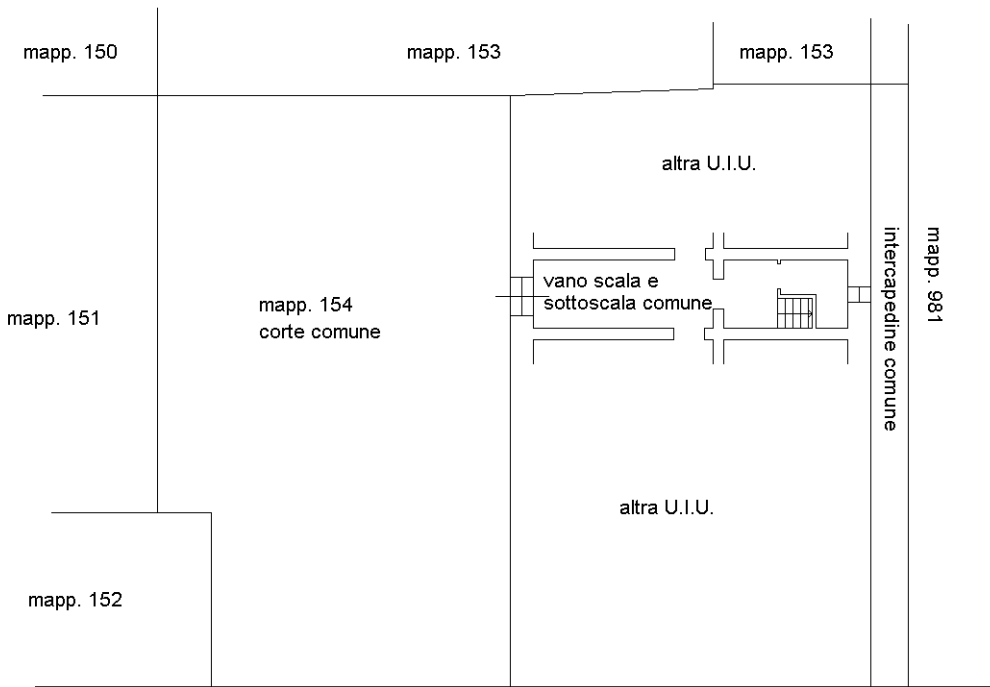 mapp. 150
mapp. 153
mapp. 153
altra U.I.U.
mapp. 151
mapp. 154
corte comune
vano scala e
sottoscala comune
intercapedine comune
mapp. 981
altra U.I.U.
mapp. 152